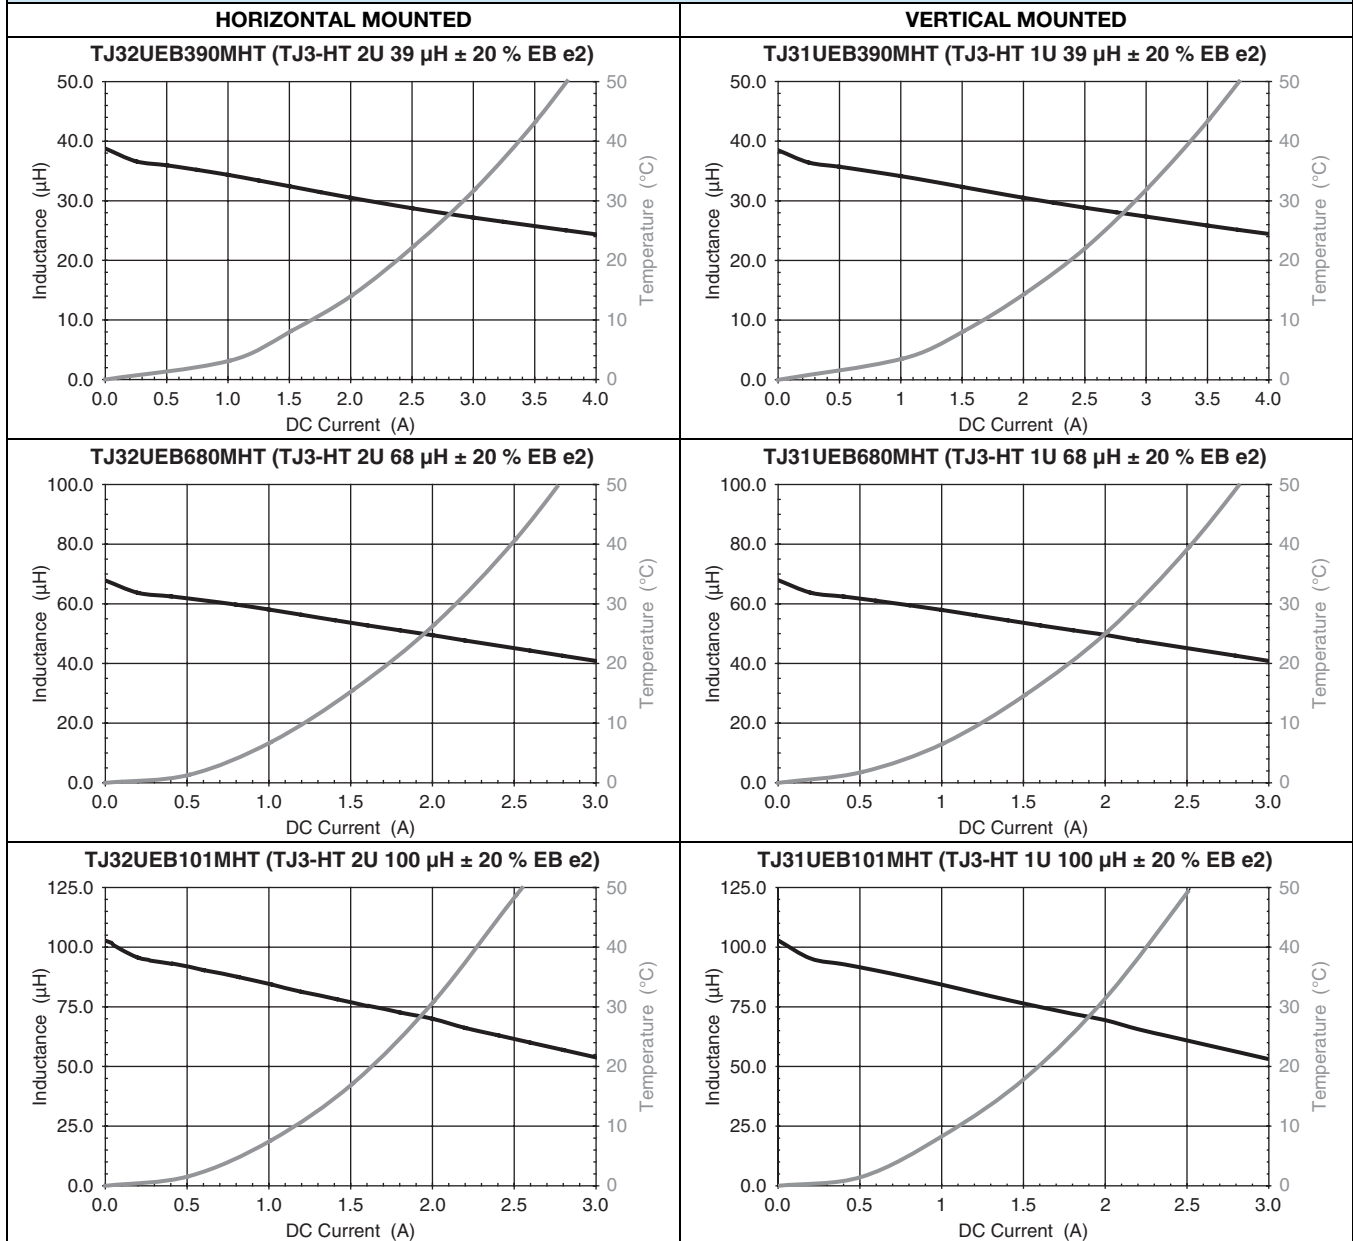 HORIZONTAL MOUNTED
VERTICAL MOUNTED
TJ32UEB390MHT (TJ3-HT 2U 39 µH ± 20 % EB e2)
50.0
40.0
30.0
20.0
10.0
0.0
Inductance (µH)
50
40
30
20
10
0
Temperature (°C)
0.0 0.5 1.0 1.5 2.0 2.5 3.0 3.5 4.0
DC Current (A)
TJ31UEB390MHT (TJ3-HT 1U 39 µH ± 20 % EB e2)
50.0
40.0
30.0
20.0
10.0
0.0
Inductance (µH)
50
40
30
20
10
0
Temperature (°C)
0.0 0.5 1 1.5 2 2.5 3 3.5 4.0
DC Current (A)
TJ32UEB680MHT (TJ3-HT 2U 68 µH ± 20 % EB e2)
100.0
80.0
60.0
40.0
20.0
0.0
Inductance (µH)
50
40
30
20
10
0
Temperature (°C)
0.0 0.5 1.0 1.5 2.0 2.5 3.0
DC Current (A)
TJ31UEB680MHT (TJ3-HT 1U 68 µH ± 20 % EB e2)
100.0
80.0
60.0
40.0
20.0
0.0
Inductance (µH)
50
40
30
20
10
0
Temperature (°C)
0.0 0.5 1 1.5 2 2.5 3.0
DC Current (A)
TJ32UEB101MHT (TJ3-HT 2U 100 µH ± 20 % EB e2)
125.0
100.0
75.0
50.0
25.0
0.0
Inductance (µH)
50
40
30
20
10
0
Temperature (°C)
0.0 0.5 1.0 1.5 2.0 2.5 3.0
DC Current (A)
TJ31UEB101MHT (TJ3-HT 1U 100 µH ± 20 % EB e2)
125.0
100.0
75.0
50.0
25.0
0.0
Inductance (µH)
50
40
30
20
10
0
Temperature (°C)
0.0 0.5 1 1.5 2 2.5 3.0
DC Current (A)